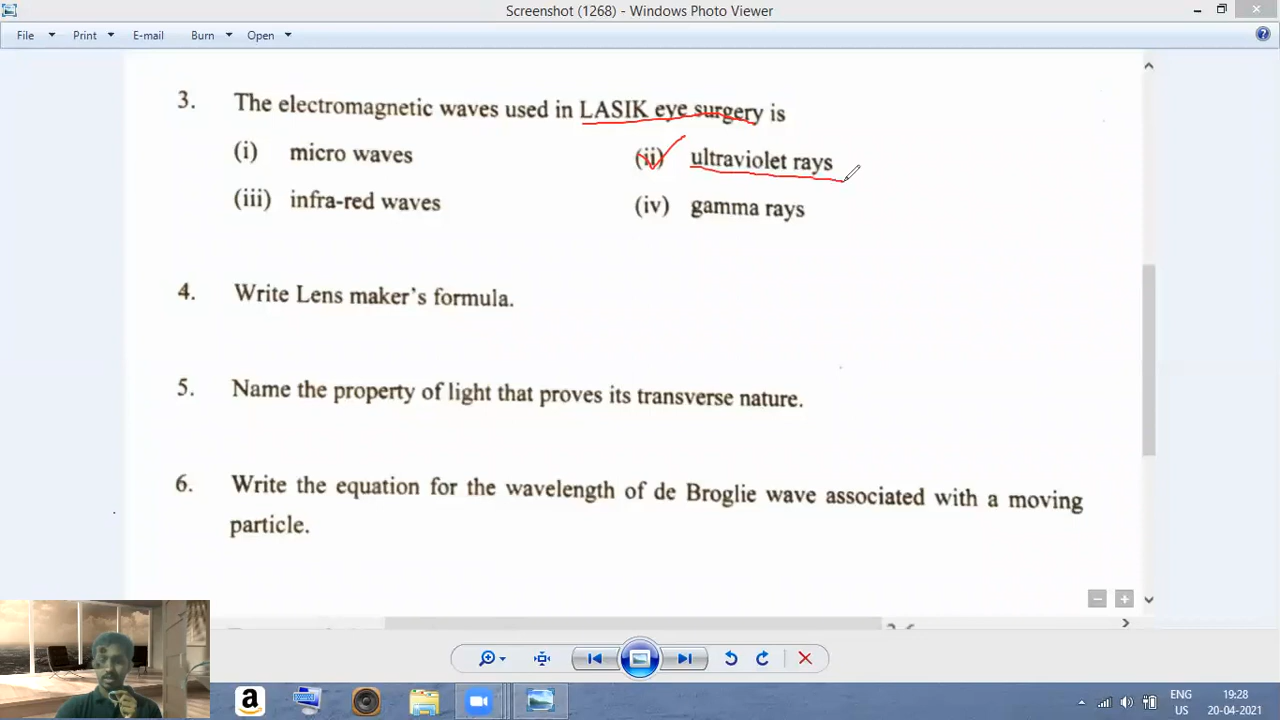 Screenshot (1268) - Windows Photo Viewer
File Print E-mail Burn Open
3. The electromagnetic waves used in LASIK eye surgery is
(i) micro waves (ii) ultraviolet rays
(iii) infra-red waves (iv) gamma rays
4. Write Lens maker's formula.
5. Name the property of light that proves its transverse nature.
6. Write the equation for the wavelength of de Broglie wave associated with a moving
particle.
ENG 19:28
US 20-04-2021